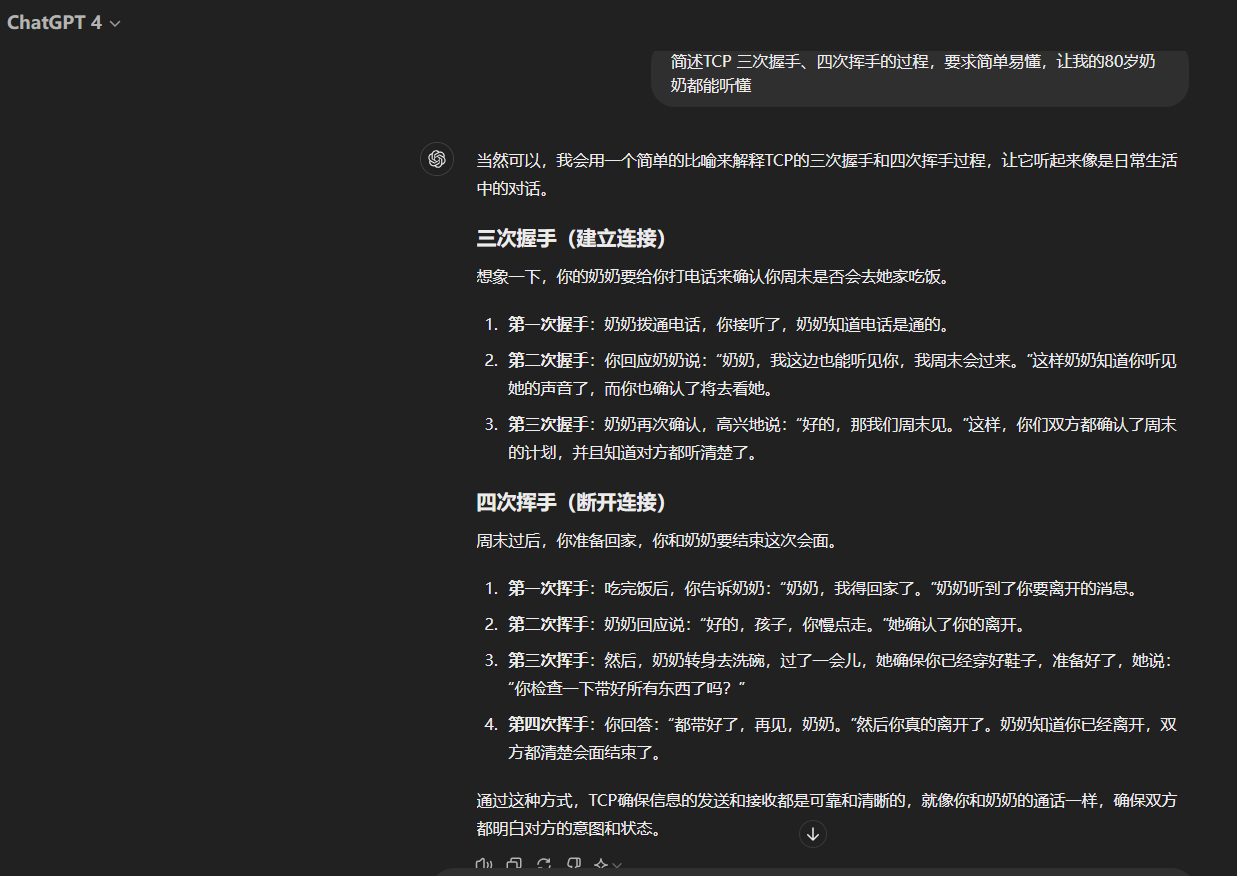 ChatGPT 4
简述TCP 三次握手、四次挥手的过程，要求简单易懂，让我的80岁奶
奶都能听懂
当然可以，我会用一个简单的比喻来解释TCP的三次握手和四次挥手过程，让它听起来像是日常生活
中的对话。
三次握手（建立连接）
想象一下，你的奶奶要给你打电话来确认你周末是否会去她家吃饭。
1. 第一次握手：奶奶拨通电话，你接听了，奶奶知道电话是通的。
2. 第二次握手：你回应奶奶说：“奶奶，我这边也能听见你，我周末会过来。”这样奶奶知道你听见
她的声音了，而你也确认了将去看她。
3. 第三次握手：奶奶再次确认，高兴地说：“好的，那我们周末见。”这样，你们双方都确认了周末
的计划，并且知道对方都听清楚了。
四次挥手（断开连接）
周末过后，你准备回家，你和奶奶要结束这次会面。
1. 第一次挥手：吃完饭后，你告诉奶奶：“奶奶，我得回家了。”奶奶听到了你要离开的消息。
2. 第二次挥手：奶奶回应说：“好的，孩子，你慢点走。”她确认了你的离开。
3. 第三次挥手：然后，奶奶转身去洗碗，过了一会儿，她确保你已经穿好鞋子，准备好了，她说：
“你检查一下带好所有东西了吗？”
4. 第四次挥手：你回答：“都带好了，再见，奶奶。”然后你真的离开了。奶奶知道你已经离开，双
方都清楚会面结束了。
通过这种方式，TCP确保信息的发送和接收都是可靠和清晰的，就像你和奶奶的通话一样，确保双方
都明白对方的意图和状态。